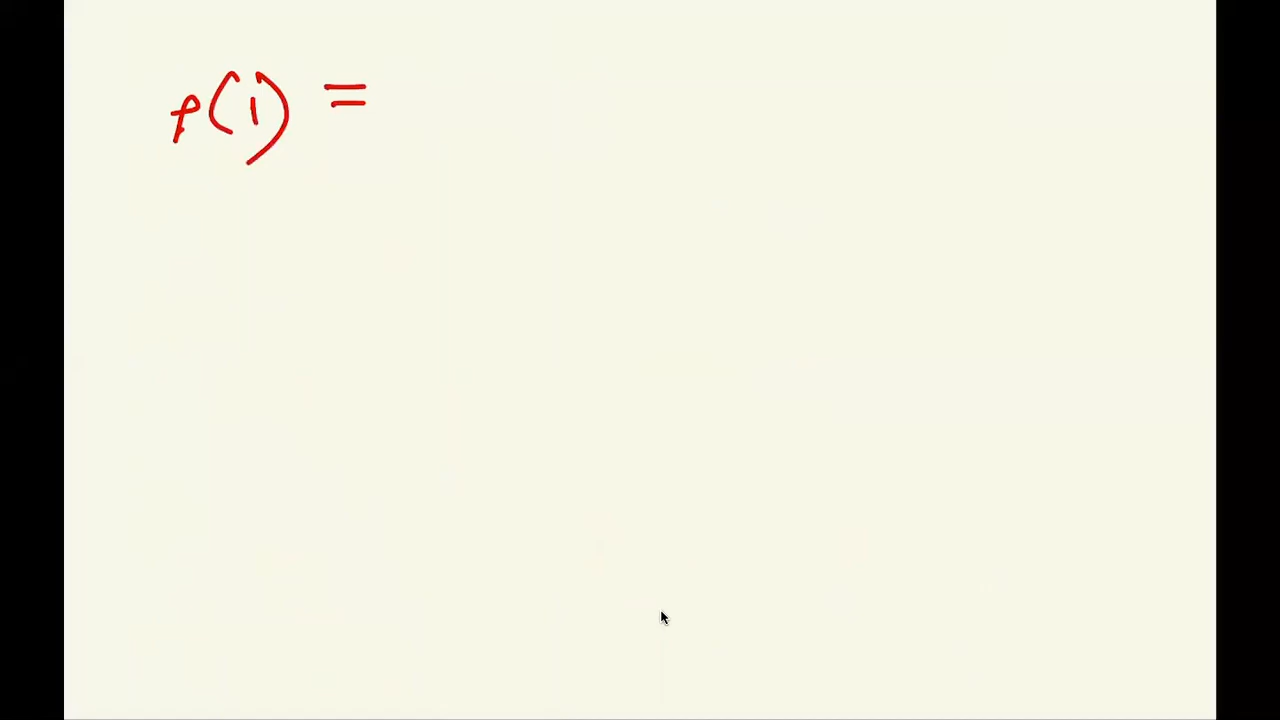 f(1) =